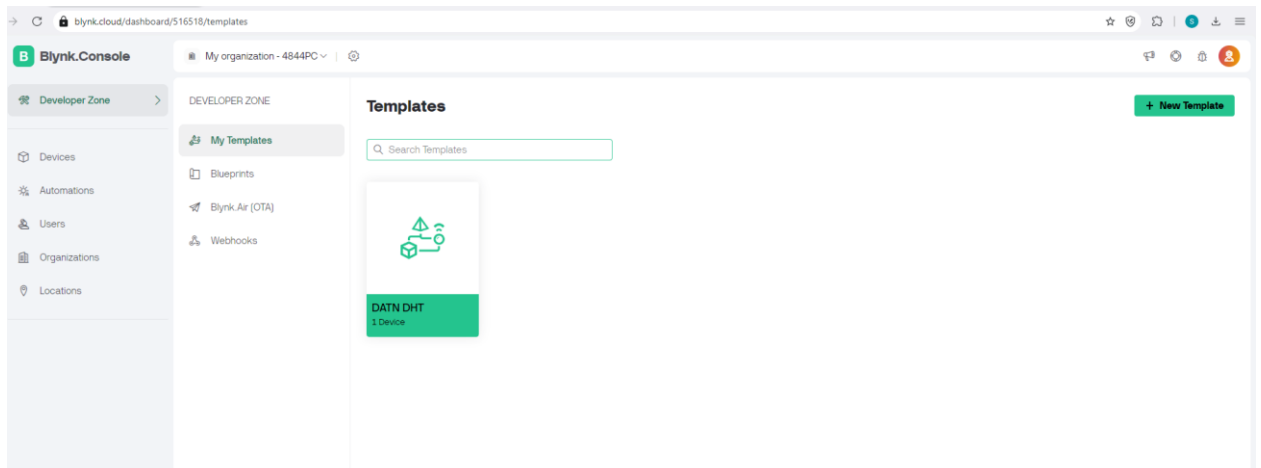 blynk.cloud/dashboard/516518/templates
B Blynk.Console
My organization - 4844PC
Developer Zone
Devices
Automations
Users
Organizations
Locations
DEVELOPER ZONE
My Templates
Blueprints
Blynk.Air (OTA)
Webhooks
Templates
+ New Template
Search Templates
DATN DHT
1 Device